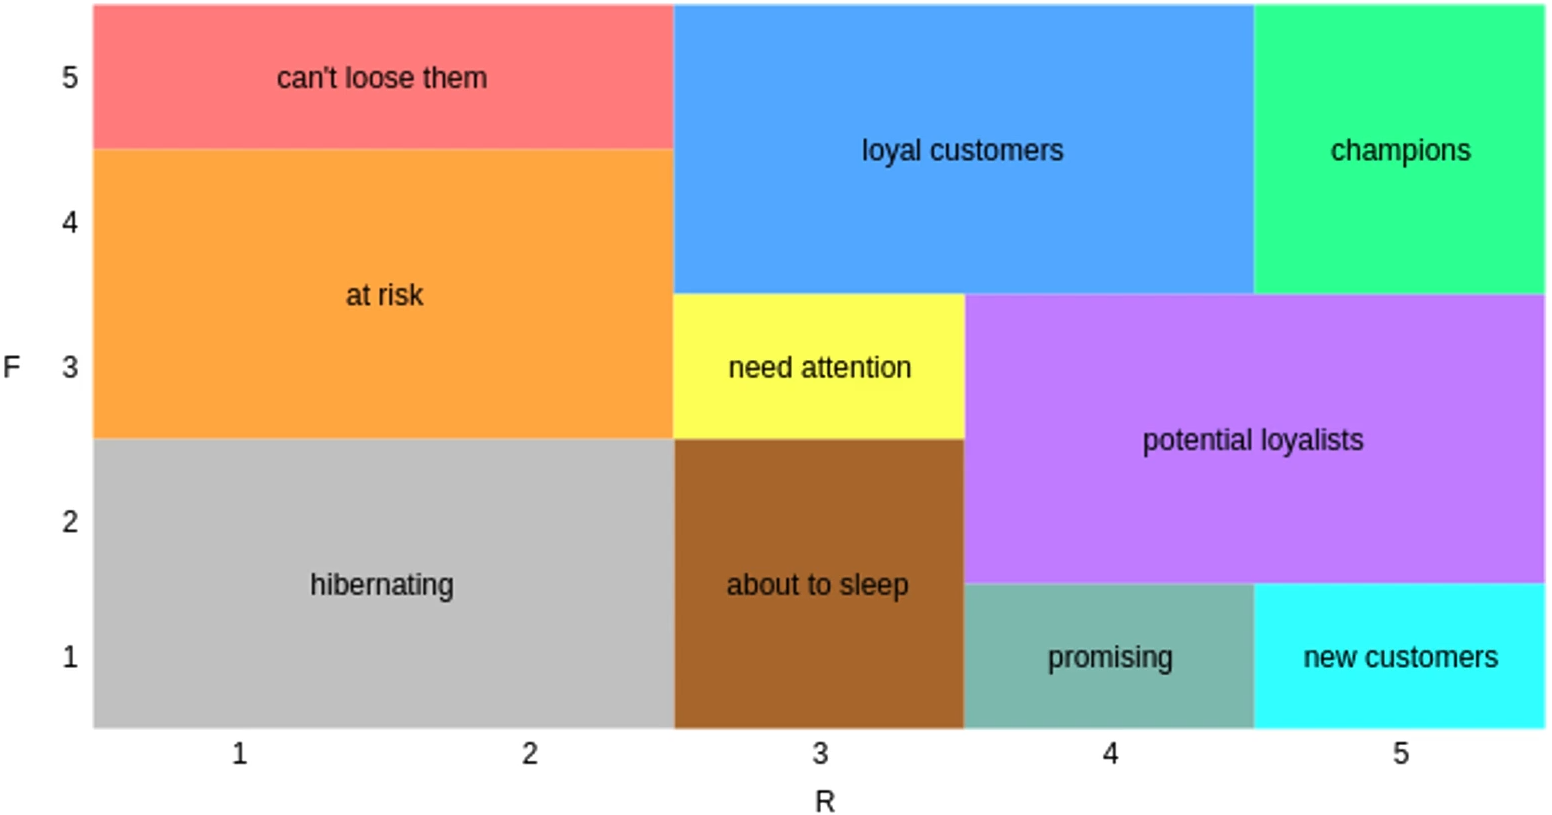 5
can't loose them
loyal customers
champions
4
at risk
F
3
need attention
potential loyalists
2
hibernating
about to sleep
1
promising
new customers
1 2 3 4 5
R